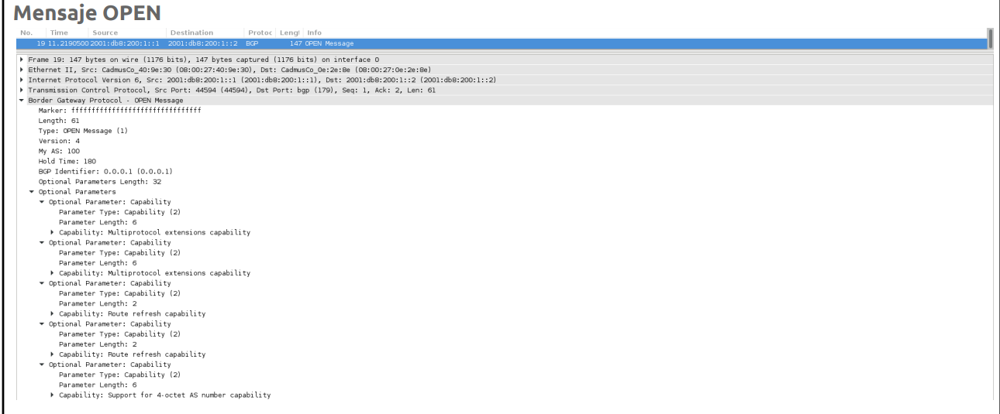 Mensaje OPEN
No. Time Source Destination Protoc Lengt Info
19 11.2190500 2001:db8:200:1::1 2001:db8:200:1::2 BGP 147 OPEN Message
Frame 19: 147 bytes on wire (1176 bits), 147 bytes captured (1176 bits) on interface 0
Ethernet II, Src: CadmusCo_40:9e:30 (08:00:27:40:9e:30), Dst: CadmusCo_0e:2e:8e (08:00:27:0e:2e:8e)
Internet Protocol Version 6, Src: 2001:db8:200:1::1 (2001:db8:200:1::1), Dst: 2001:db8:200:1::2 (2001:db8:200:1::2)
Transmission Control Protocol, Src Port: 44594 (44594), Dst Port: bgp (179), Seq: 1, Ack: 2, Len: 61
Border Gateway Protocol - OPEN Message
Marker: ffffffffffffffffffffffffffffffff
Length: 61
Type: OPEN Message (1)
Version: 4
My AS: 100
Hold Time: 180
BGP Identifier: 0.0.0.1 (0.0.0.1)
Optional Parameters Length: 32
Optional Parameters
Optional Parameter: Capability
Parameter Type: Capability (2)
Parameter Length: 6
Capability: Multiprotocol extensions capability
Optional Parameter: Capability
Parameter Type: Capability (2)
Parameter Length: 6
Capability: Multiprotocol extensions capability
Optional Parameter: Capability
Parameter Type: Capability (2)
Parameter Length: 2
Capability: Route refresh capability
Optional Parameter: Capability
Parameter Type: Capability (2)
Parameter Length: 2
Capability: Route refresh capability
Optional Parameter: Capability
Parameter Type: Capability (2)
Parameter Length: 6
Capability: Support for 4-octet AS number capability